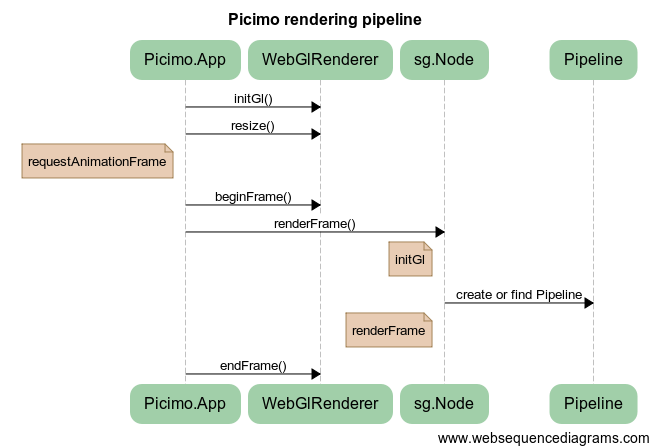 Picimo rendering pipeline
Picimo.App WebGlRenderer sg.Node Pipeline
initGl()
resize()
requestAnimationFrame
beginFrame()
renderFrame()
initGl
create or find Pipeline
renderFrame
endFrame()
Picimo.App WebGlRenderer sg.Node Pipeline
www.websequencediagrams.com